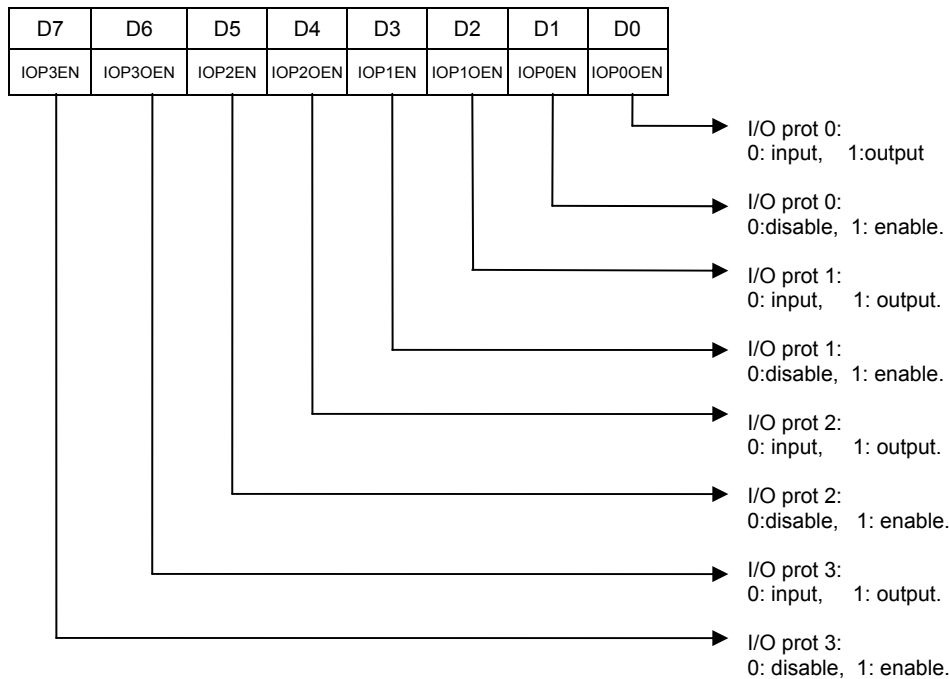 D7 D6 D5 D4 D3 D2 D1 D0
IOP3EN IOP3OEN IOP2EN IOP2OEN IOP1EN IOP1OEN IOP0EN IOP0OEN
I/O prot 0:
0: input, 1:output
I/O prot 0:
0:disable, 1: enable.
I/O prot 1:
0: input, 1: output.
I/O prot 1:
0:disable, 1: enable.
I/O prot 2:
0: input, 1: output.
I/O prot 2:
0:disable, 1: enable.
I/O prot 3:
0: input, 1: output.
I/O prot 3:
0: disable, 1: enable.